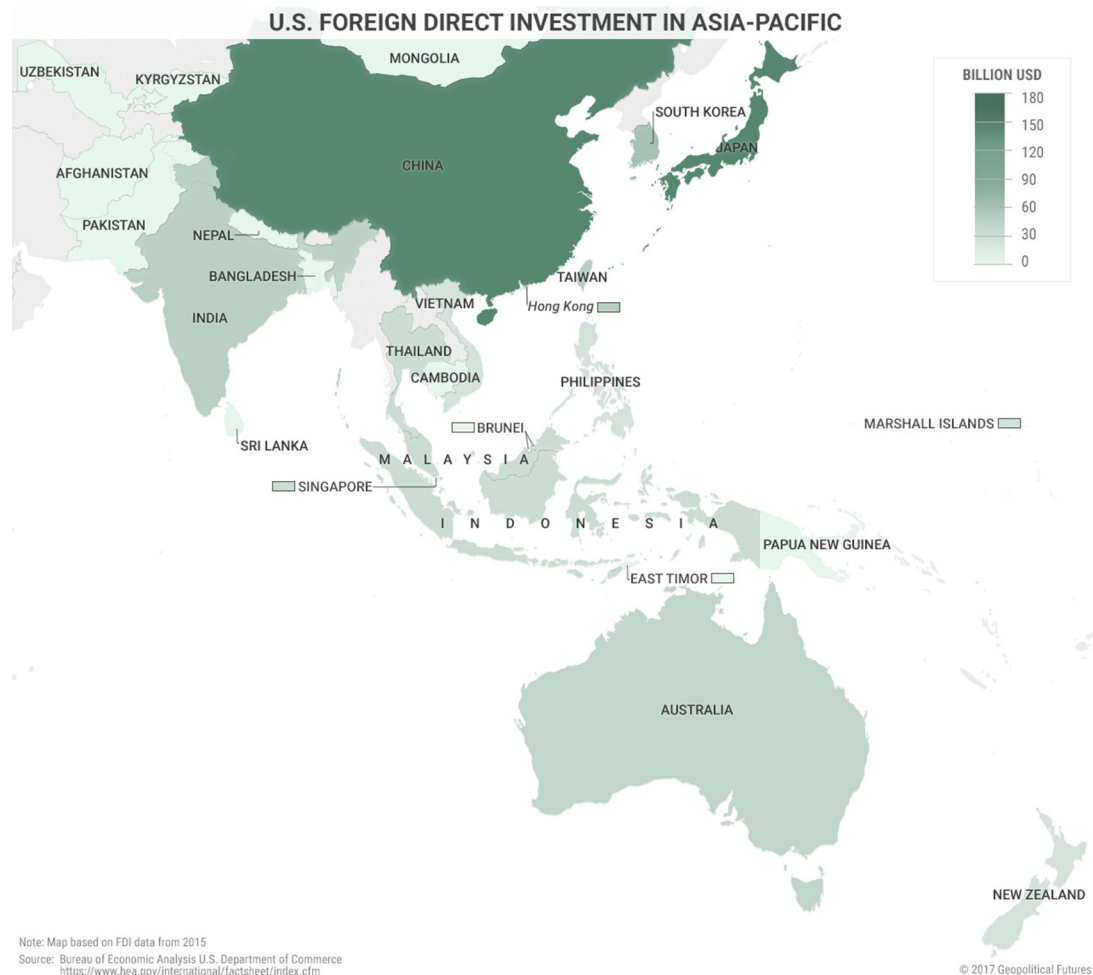 U.S. FOREIGN DIRECT INVESTMENT IN ASIA-PACIFIC
MONGOLIA
UZBEKISTAN
KYRGYZSTAN
BILLION USD
180
150
120
90
60
30
0
SOUTH KOREA
JAPAN
CHINA
AFGHANISTAN
PAKISTAN
NEPAL
BANGLADESH
TAIWAN
VIETNAM
Hong Kong
INDIA
THAILAND
CAMBODIA
PHILIPPINES
MARSHALL ISLANDS
BRUNEI
SRI LANKA
MALAYSIA
SINGAPORE
INDONESIA
PAPUA NEW GUINEA
EAST TIMOR
AUSTRALIA
NEW ZEALAND
Note: Map based on FDI data from 2015
Source: Bureau of Economic Analysis U.S. Department of Commerce
https://www.bea.gov/international/factsheet/index.cfm
© 2017 Geopolitical Futures